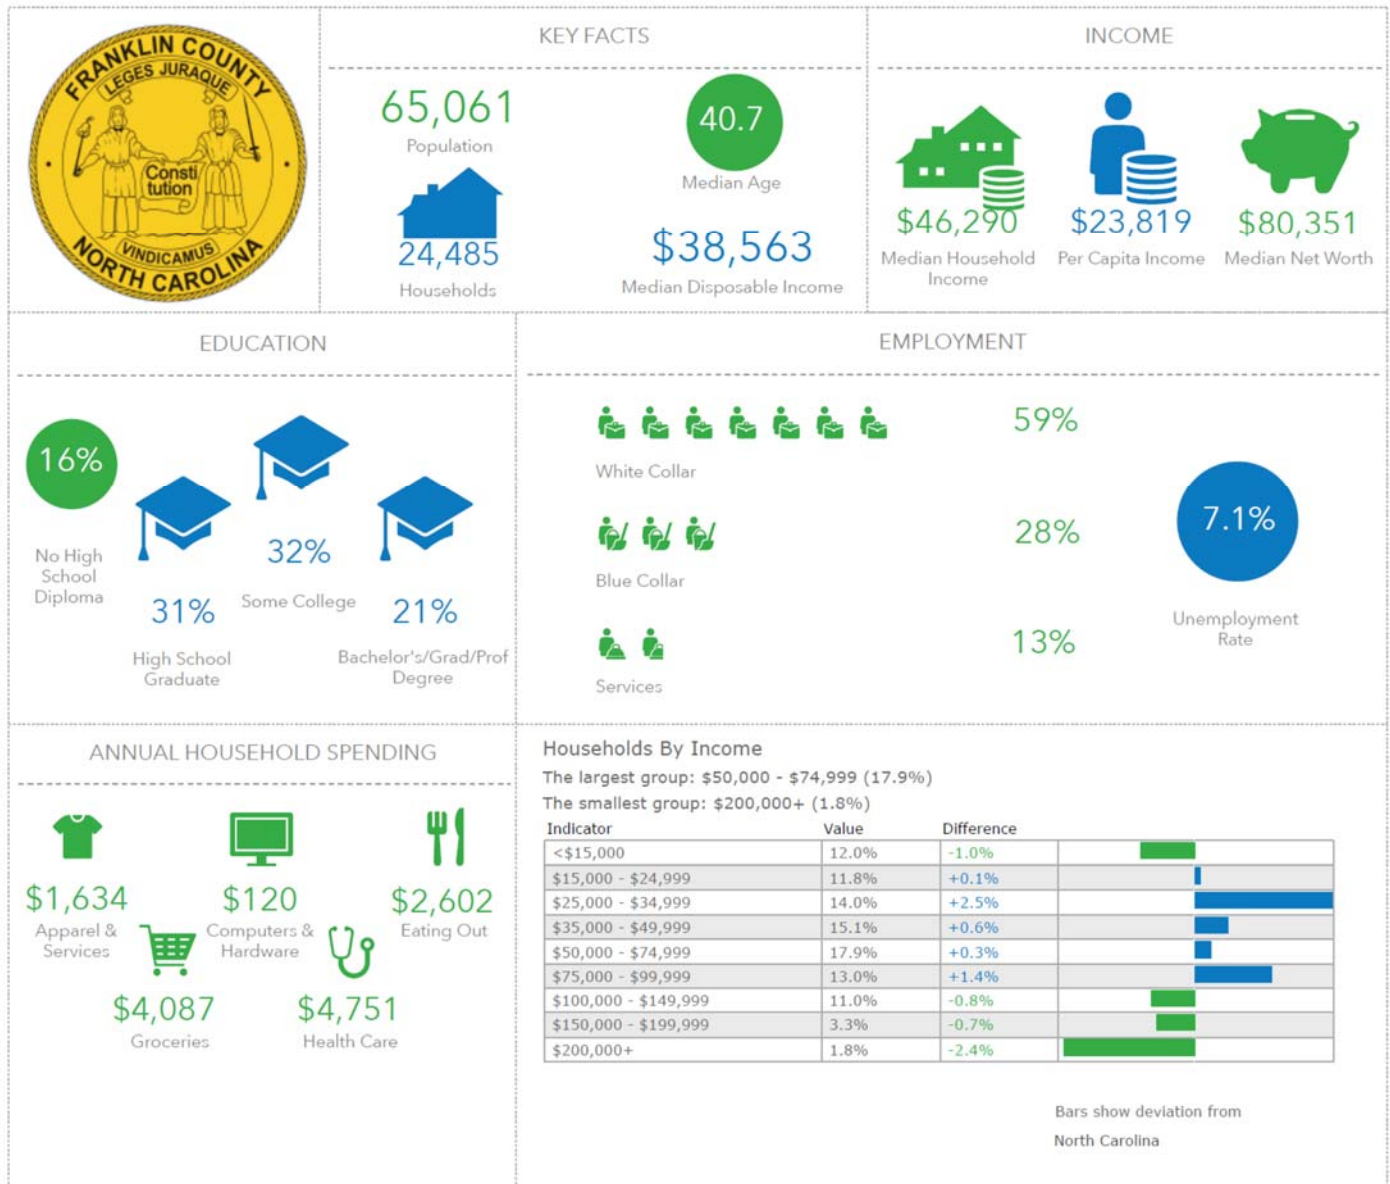 FRANKLIN COUNTY
LEGES JURAQUE
Consti
tution
VINDICAMUS
NORTH CAROLINA
KEY FACTS
65,061
Population
40.7
Median Age
24,485
Households
$38,563
Median Disposable Income
INCOME
$46,290
Median Household
Income
$23,819
Per Capita Income
$80,351
Median Net Worth
EDUCATION
16%
No High
School
Diploma
31%
High School
Graduate
32%
Some College
21%
Bachelor's/Grad/Prof
Degree
EMPLOYMENT
59%
White Collar
28%
Blue Collar
13%
Services
7.1%
Unemployment
Rate
ANNUAL HOUSEHOLD SPENDING
$1,634
Apparel &
Services
$120
Computers &
Hardware
$2,602
Eating Out
$4,087
Groceries
$4,751
Health Care
Households By Income
The largest group: $50,000 - $74,999 (17.9%)
The smallest group: $200,000+ (1.8%)
Indicator Value Difference
<$15,000 12.0% -1.0%
$15,000 - $24,999 11.8% +0.1%
$25,000 - $34,999 14.0% +2.5%
$35,000 - $49,999 15.1% +0.6%
$50,000 - $74,999 17.9% +0.3%
$75,000 - $99,999 13.0% +1.4%
$100,000 - $149,999 11.0% -0.8%
$150,000 - $199,999 3.3% -0.7%
$200,000+ 1.8% -2.4%
Bars show deviation from
North Carolina